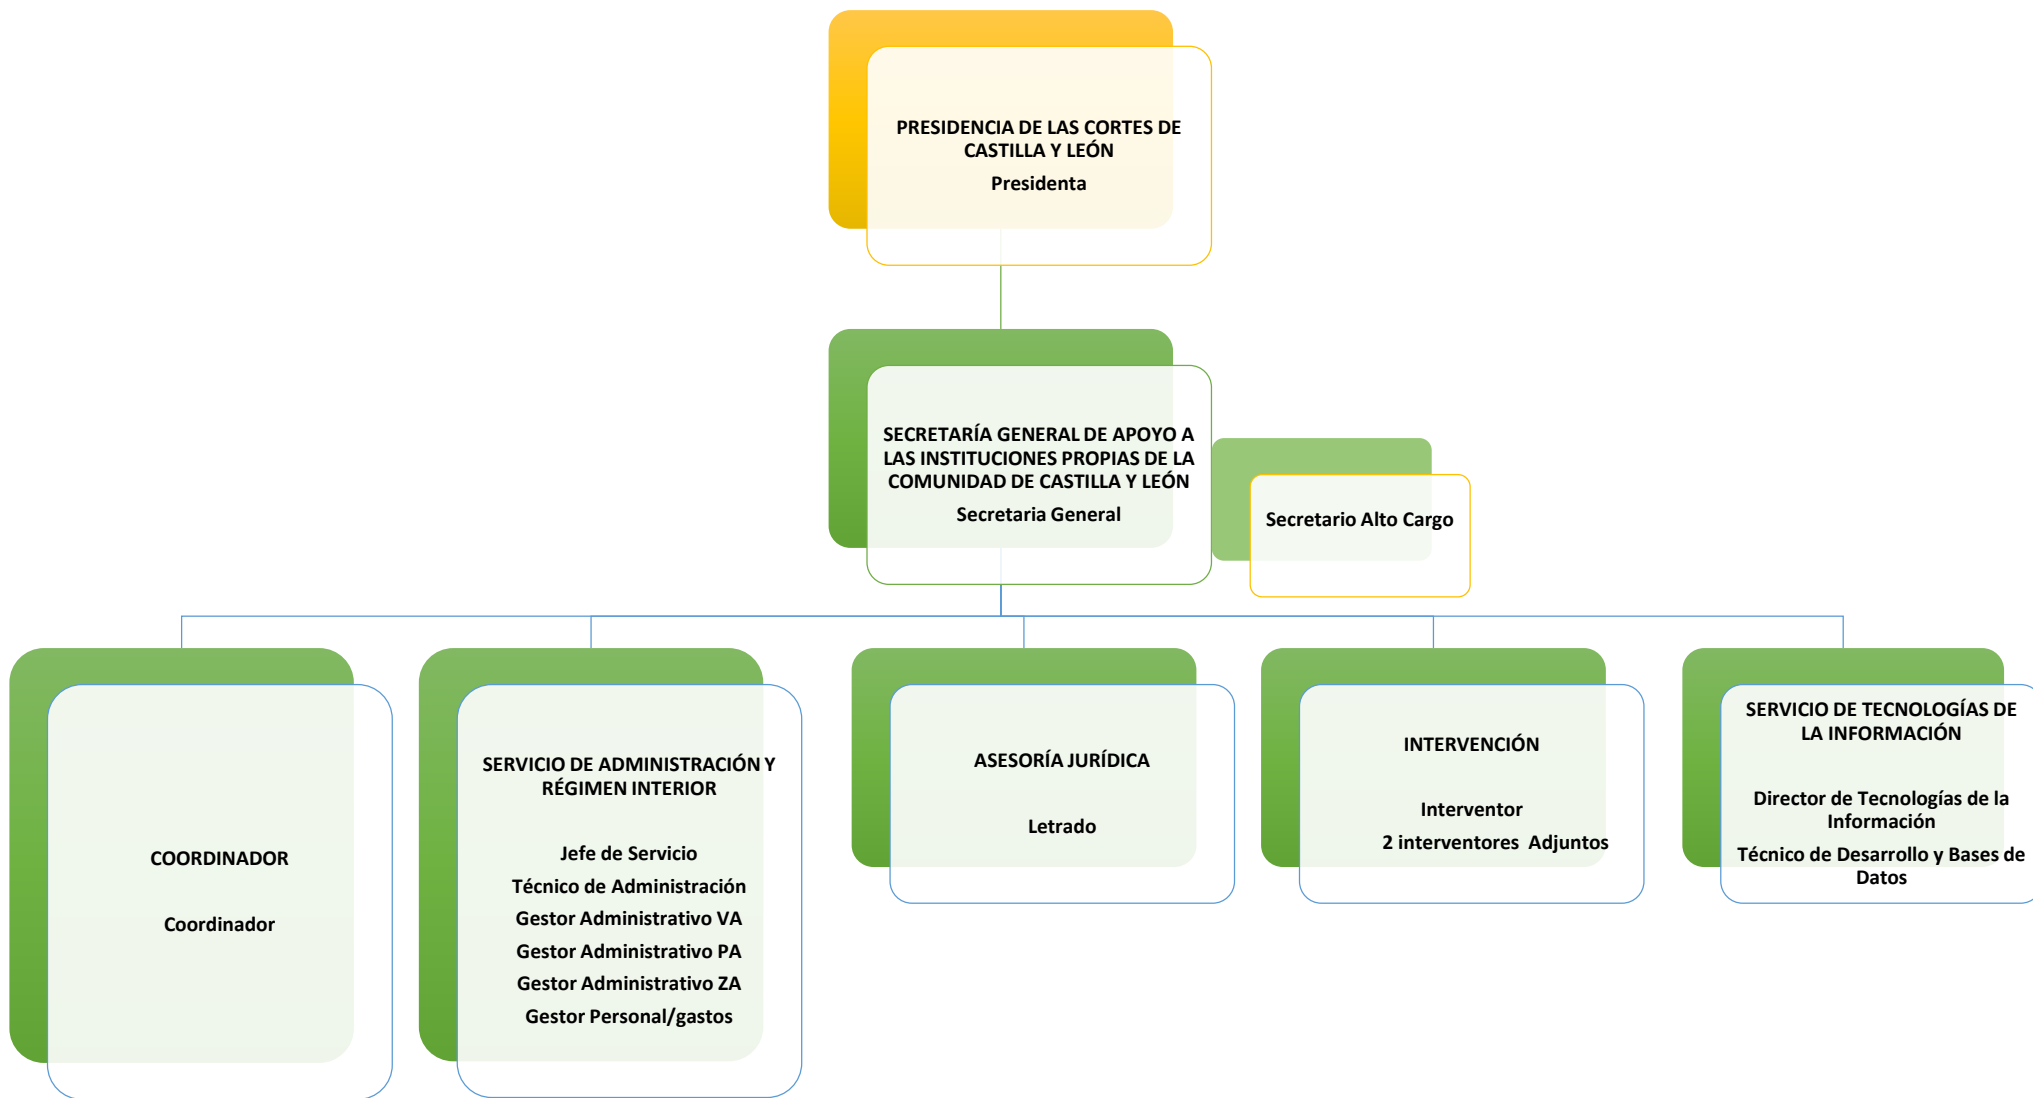 PRESIDENCIA DE LAS CORTES DE
CASTILLA Y LEÓN
Presidenta
SECRETARÍA GENERAL DE APOYO A
LAS INSTITUCIONES PROPIAS DE LA
COMUNIDAD DE CASTILLA Y LEÓN
Secretaria General
Secretario Alto Cargo
COORDINADOR
Coordinador
SERVICIO DE ADMINISTRACIÓN Y
RÉGIMEN INTERIOR
Jefe de Servicio
Técnico de Administración
Gestor Administrativo VA
Gestor Administrativo PA
Gestor Administrativo ZA
Gestor Personal/gastos
ASESORÍA JURÍDICA
Letrado
INTERVENCIÓN
Interventor
2 interventores Adjuntos
SERVICIO DE TECNOLOGÍAS DE
LA INFORMACIÓN
Director de Tecnologías de la
Información
Técnico de Desarrollo y Bases de
Datos